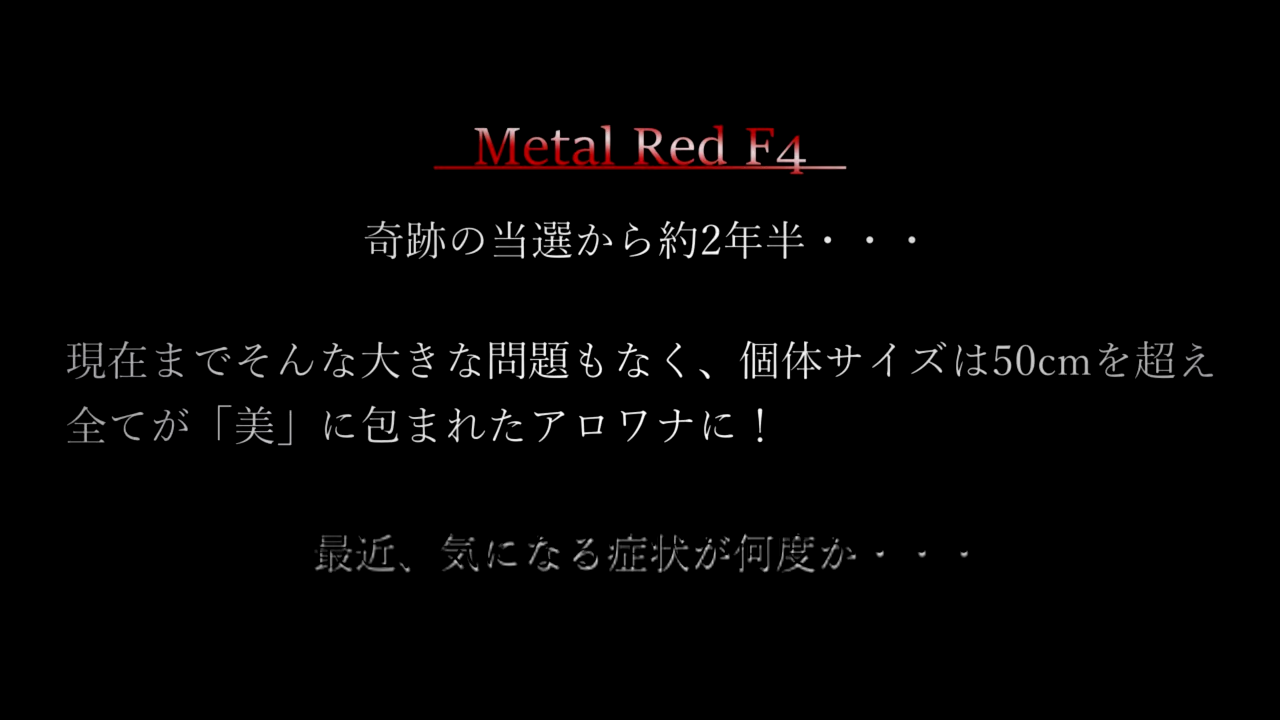 Metal Red F4
奇跡の当選から約2年半・・・
現在までそんな大きな問題もなく、個体サイズは50cmを超え
全てが「美」に包まれたアロワナに！
最近、気になる症状が何度か・・・